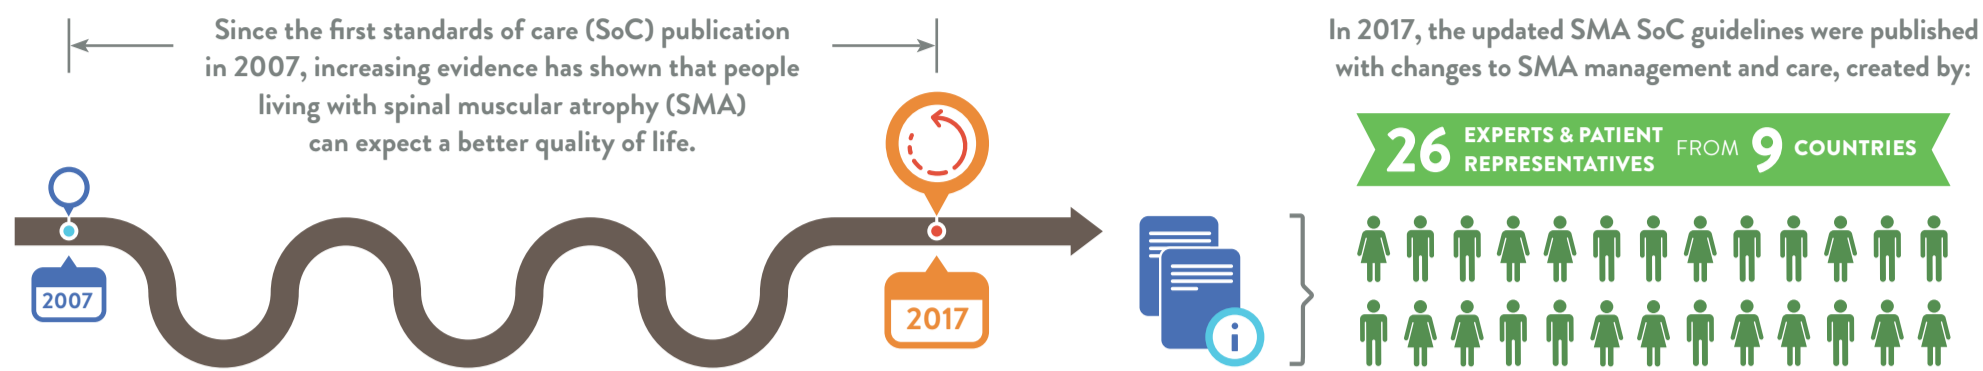 Since the first standards of care (SoC) publication
in 2007, increasing evidence has shown that people
living with spinal muscular atrophy (SMA)
can expect a better quality of life.
2007
2017
In 2017, the updated SMA SoC guidelines were published
with changes to SMA management and care, created by:
26 EXPERTS & PATIENT
REPRESENTATIVES FROM 9 COUNTRIES
i